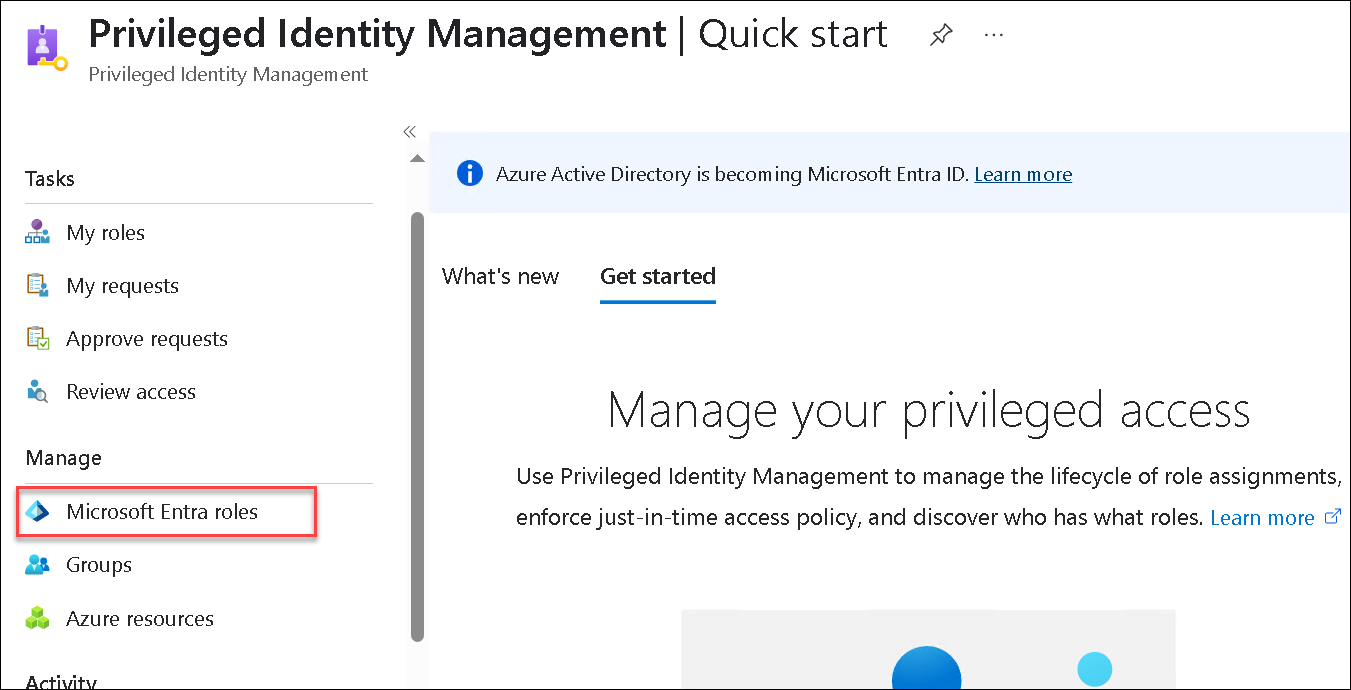 Privileged Identity Management | Quick start
Privileged Identity Management
Tasks
My roles
My requests
Approve requests
Review access
Manage
Microsoft Entra roles
Groups
Azure resources
Activity
Azure Active Directory is becoming Microsoft Entra ID. Learn more
What's new
Get started
Manage your privileged access
Use Privileged Identity Management to manage the lifecycle of role assignments,
enforce just-in-time access policy, and discover who has what roles. Learn more